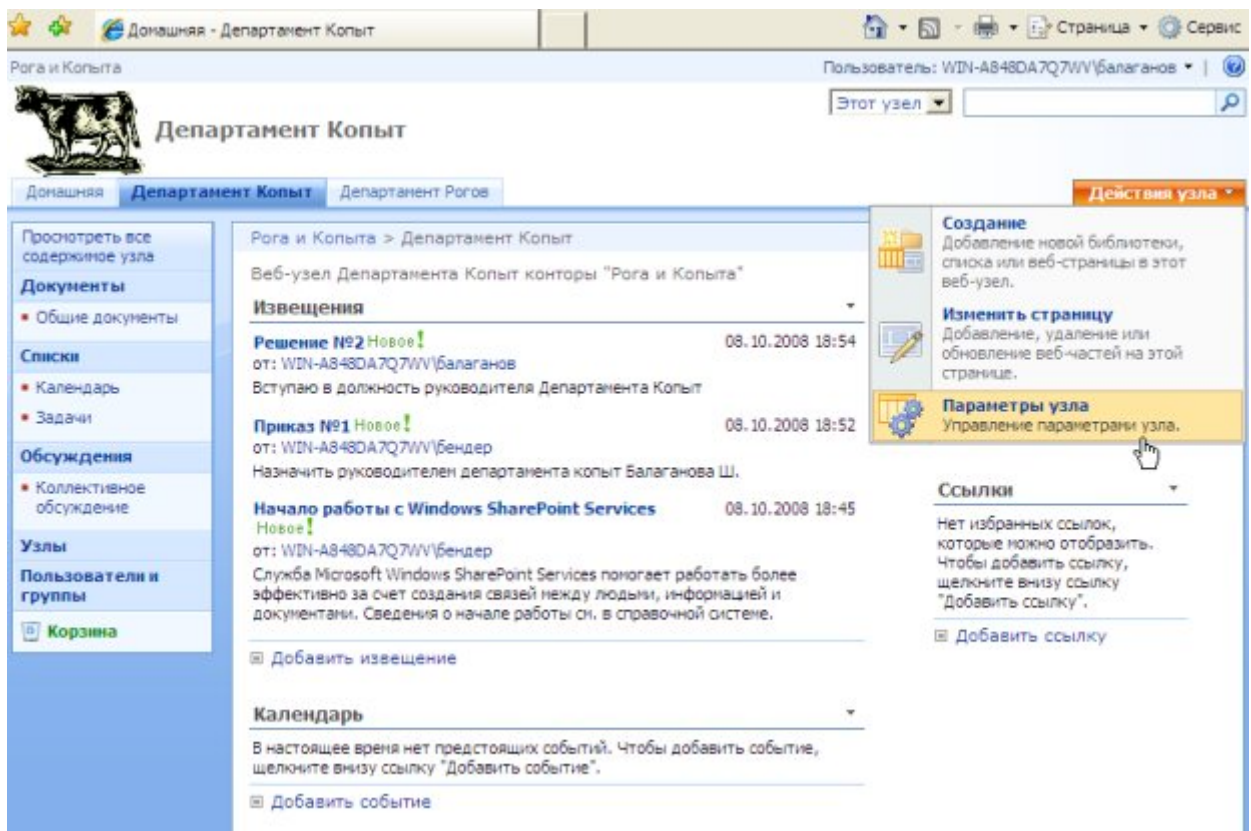 Домашняя - Департамент Копыт
Страница
Сервис
Рога и Копыта
Пользователь: WIN-A848DA7Q7WV\балаганов
Департамент Копыт
Этот узел
Домашняя
Департамент Копыт
Департамент Рогов
Действия узла
Просмотреть все
содержимое узла
Документы
Общие документы
Списки
Календарь
Задачи
Обсуждения
Коллективное
обсуждение
Узлы
Пользователи и
группы
Корзина
Рога и Копыта > Департамент Копыт
Веб-узел Департамента Копыт конторы "Рога и Копыта"
Извещения
Решение №2 Новое! 08.10.2008 18:54
от: WIN-A848DA7Q7WV\балаганов
Вступаю в должность руководителя Департамента Копыт
Приказ №1 Новое! 08.10.2008 18:52
от: WIN-A848DA7Q7WV\бендер
Назначить руководителем департамента копыт Балаганова Ш.
Начало работы с Windows SharePoint Services 08.10.2008 18:45
Новое!
от: WIN-A848DA7Q7WV\бендер
Служба Microsoft Windows SharePoint Services помогает работать более
эффективно за счет создания связей между людьми, информацией и
документами. Сведения о начале работы см. в справочной системе.
Добавить извещение
Календарь
В настоящее время нет предстоящих событий. Чтобы добавить событие,
щелкните внизу ссылку "Добавить событие".
Добавить событие
Создание
Добавление новой библиотеки,
списка или веб-страницы в этот
веб-узел.
Изменить страницу
Добавление, удаление или
обновление веб-частей на этой
странице.
Параметры узла
Управление параметрами узла.
Ссылки
Нет избранных ссылок,
которые можно отобразить.
Чтобы добавить ссылку,
щелкните внизу ссылку
"Добавить ссылку".
Добавить ссылку